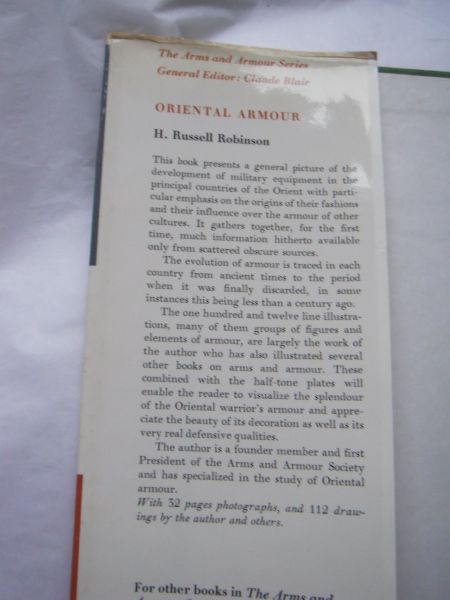 The Arms and Armour Series
General Editor: Claude Blair
ORIENTAL ARMOUR
H. Russell Robinson
This book presents a general picture of the
development of military equipment in the
principal countries of the Orient with parti-
cular emphasis on the origins of their fashions
and their influence over the armour of other
cultures. It gathers together, for the first
time, much information hitherto available
only from scattered obscure sources.
The evolution of armour is traced in each
country from ancient times to the period
when it was finally discarded, in some
instances this being less than a century ago.
The one hundred and twelve line illustra-
tions, many of them groups of figures and
elements of armour, are largely the work of
the author who has also illustrated several
other books on arms and armour. These
combined with the half-tone plates will
enable the reader to visualize the splendour
of the Oriental warrior's armour and appre-
ciate the beauty of its decoration as well as its
very real defensive qualities.
The author is a founder member and first
President of the Arms and Armour Society
and has specialized in the study of Oriental
armour.
With 32 pages photographs, and 112 draw-
ings by the author and others.
For other books in The Arms and